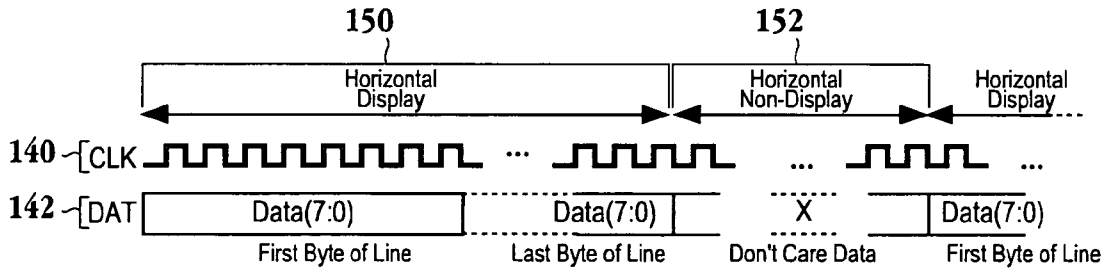 150
152
Horizontal
Display
Horizontal
Non-Display
Horizontal
Display
140 CLK ... ... ...
142 DAT Data(7:0) Data(7:0) X Data(7:0)
First Byte of Line Last Byte of Line Don't Care Data First Byte of Line